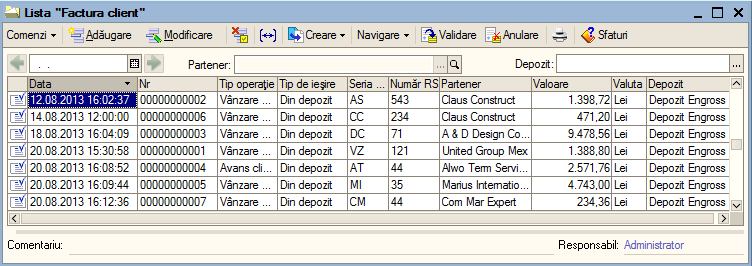 Lista "Factura client"
Comenzi Adăugare Modificare Creare Navigare Validare Anulare Sfaturi
. . Partener: ... Depozit: ...
Data Nr Tip operație Tip de ieșire Seria ... Număr RS Partener Valoare Valuta Depozit
12.08.2013 16:02:37 00000000002 Vânzare ... Din depozit AS 543 Claus Construct 1.398,72 Lei Depozit Engross
14.08.2013 12:00:00 00000000006 Vânzare ... Din depozit CC 234 Claus Construct 471,20 Lei Depozit Engross
18.08.2013 16:04:09 00000000003 Vânzare ... Din depozit DC 71 A & D Design Co... 9.478,56 Lei Depozit Engross
20.08.2013 15:30:58 00000000001 Vânzare ... Din depozit VZ 121 United Group Mex 1.388,80 Lei Depozit Engross
20.08.2013 16:08:52 00000000004 Avans cli... Din depozit AT 44 Alwo Term Servi... 2.571,76 Lei Depozit Engross
20.08.2013 16:09:44 00000000005 Vânzare ... Din depozit MI 35 Marius Internatio... 4.743,00 Lei Depozit Engross
20.08.2013 16:12:36 00000000007 Vânzare ... Din depozit CM 44 Com Mar Expert 234,36 Lei Depozit Engross
Comentariu: Responsabil: Administrator